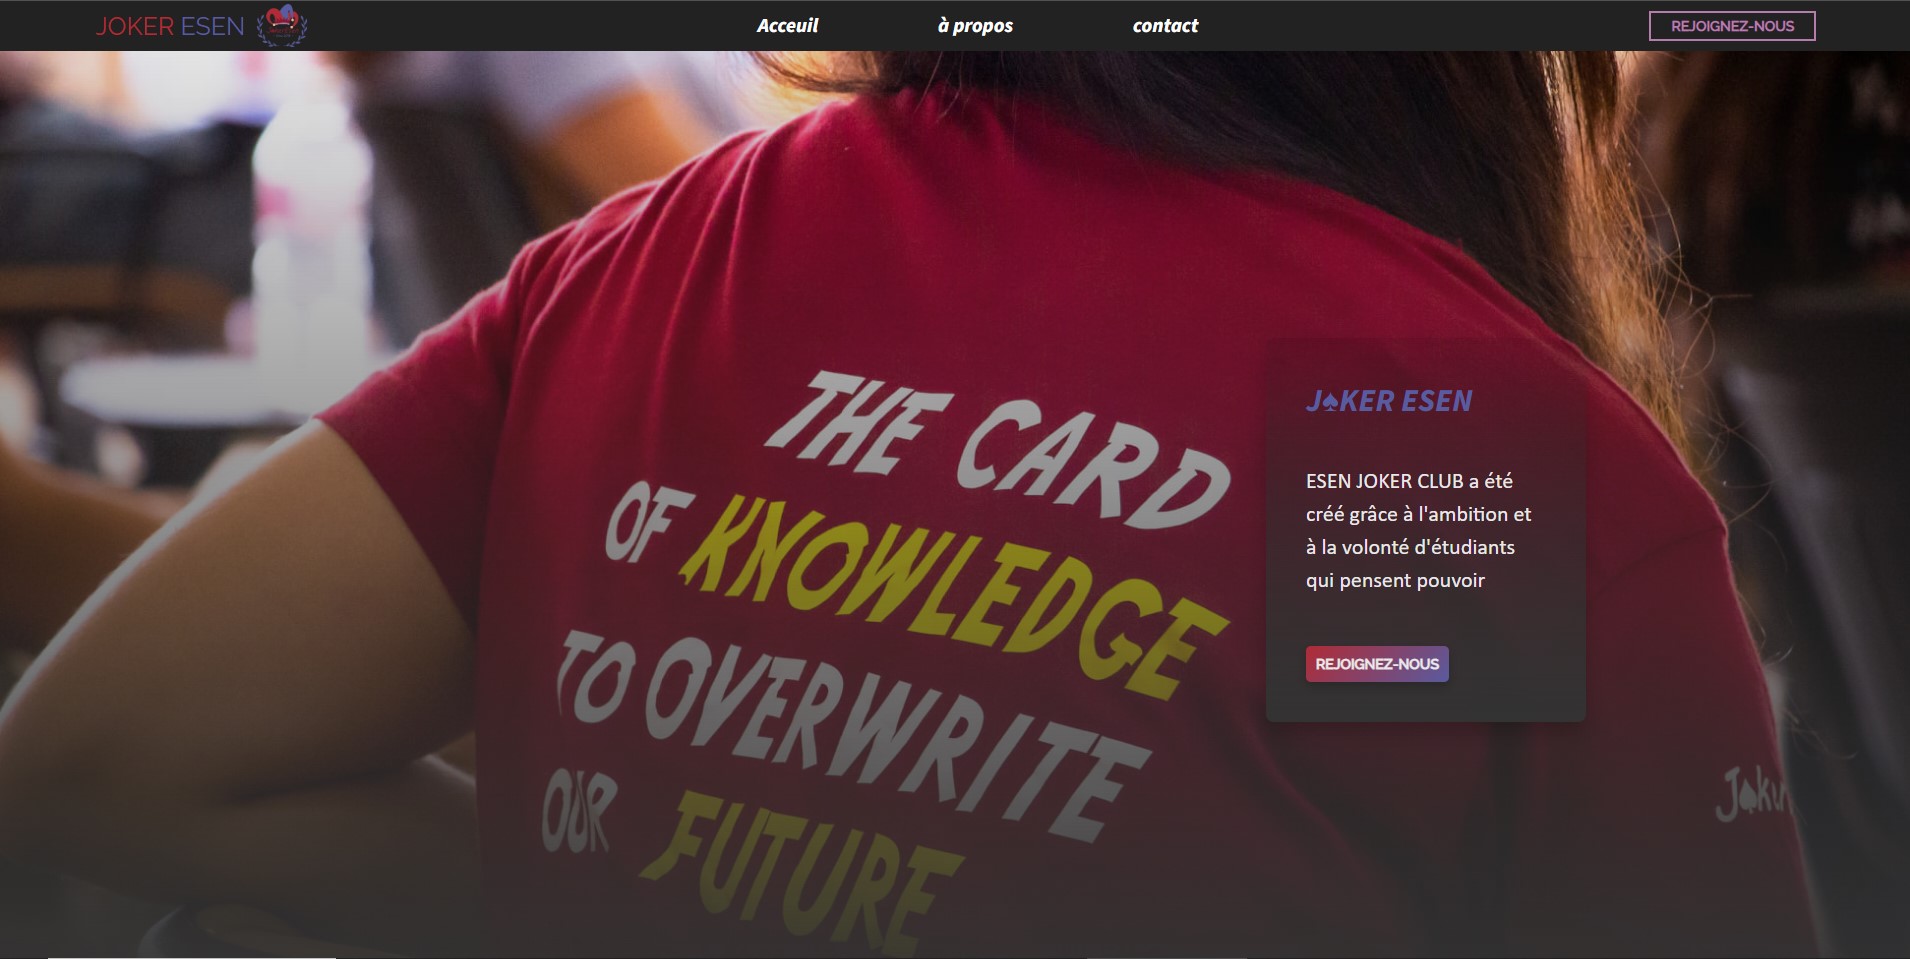 JOKER ESEN
Acceuil
à propos
contact
REJOIGNEZ-NOUS
THE CARD
OF KNOWLEDGE
TO OVERWRITE
OUR FUTURE
J♠KER ESEN
ESEN JOKER CLUB a été
créé grâce à l'ambition et
à la volonté d'étudiants
qui pensent pouvoir
REJOIGNEZ-NOUS